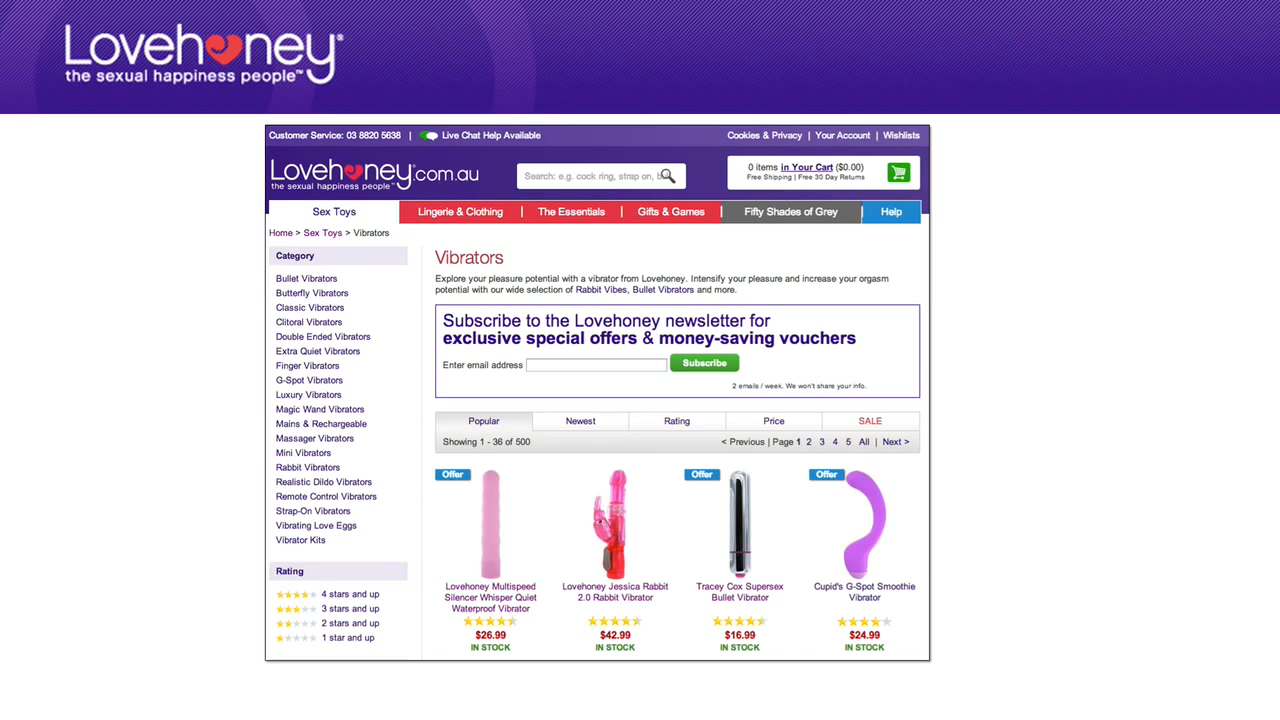 Lovehoney®
the sexual happiness people™
Customer Service: 03 8820 5638 | Live Chat Help Available
Cookies & Privacy | Your Account | Wishlists
Lovehoney.com.au
the sexual happiness people™
Search: e.g. cock ring, strap on,
0 items in Your Cart ($0.00)
Free Shipping | Free 30 Day Returns
Sex Toys
Lingerie & Clothing | The Essentials | Gifts & Games | Fifty Shades of Grey
Help
Home > Sex Toys > Vibrators
Category
Bullet Vibrators
Butterfly Vibrators
Classic Vibrators
Clitoral Vibrators
Double Ended Vibrators
Extra Quiet Vibrators
Finger Vibrators
G-Spot Vibrators
Luxury Vibrators
Magic Wand Vibrators
Mains & Rechargeable
Massager Vibrators
Mini Vibrators
Rabbit Vibrators
Realistic Dildo Vibrators
Remote Control Vibrators
Strap-On Vibrators
Vibrating Love Eggs
Vibrator Kits
Rating
4 stars and up
3 stars and up
2 stars and up
1 star and up
Vibrators
Explore your pleasure potential with a vibrator from Lovehoney. Intensify your pleasure and increase your orgasm
potential with our wide selection of Rabbit Vibes, Bullet Vibrators and more.
Subscribe to the Lovehoney newsletter for
exclusive special offers & money-saving vouchers
Enter email address
Subscribe
2 emails / week. We won't share your info.
Popular
Newest
Rating
Price
SALE
Showing 1 - 36 of 500
< Previous | Page 1 2 3 4 5 All | Next >
Offer
Lovehoney Multispeed
Silencer Whisper Quiet
Waterproof Vibrator
$26.99
IN STOCK
Lovehoney Jessica Rabbit
2.0 Rabbit Vibrator
$42.99
IN STOCK
Offer
Tracey Cox Supersex
Bullet Vibrator
$16.99
IN STOCK
Offer
Cupid's G-Spot Smoothie
Vibrator
$24.99
IN STOCK